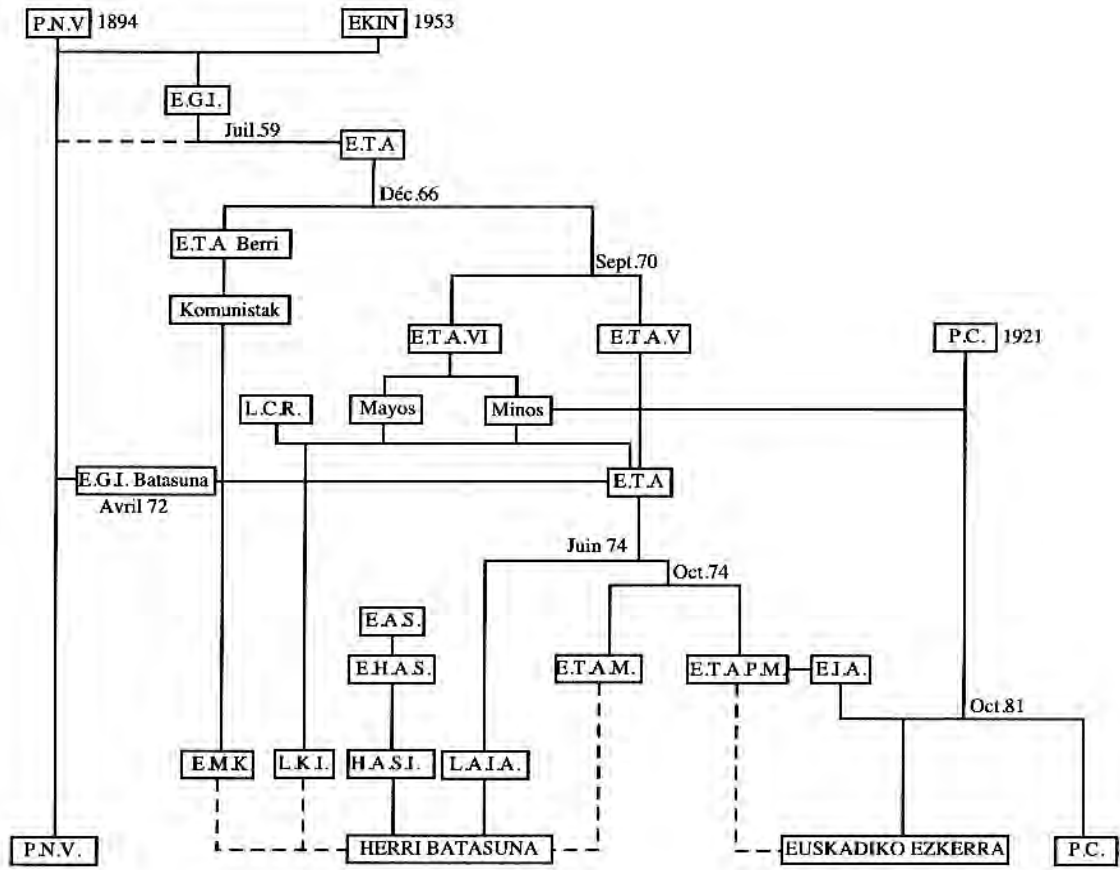 P.N.V 1894
EKIN 1953
E.G.I.
Juil.59
E.T.A
Déc.66
E.T.A Berri
Sept.70
Komunistak
E.T.A.VI
E.T.A.V
P.C. 1921
L.C.R.
Mayos
Minos
E.G.I. Batasuna
Avril 72
E.T.A
Juin 74
Oct.74
E.A.S.
E.H.A.S.
E.T.A.M.
E.T.A.P.M.
E.I.A.
Oct.81
E.M.K
L.K.I.
H.A.S.I.
L.A.I.A.
P.N.V.
HERRI BATASUNA
EUSKADIKO EZKERRA
P.C.